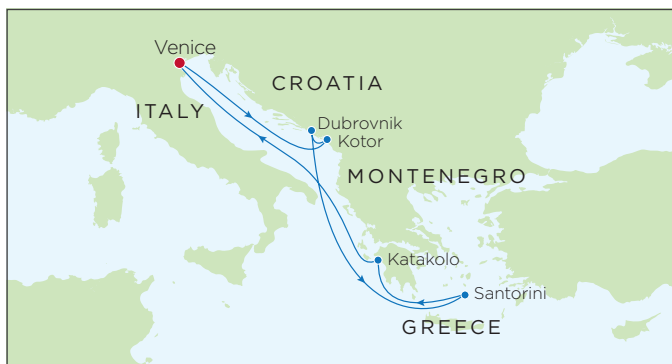 Venice
CROATIA
ITALY
Dubrovnik
Kotor
MONTENEGRO
Katakolo
Santorini
GREECE